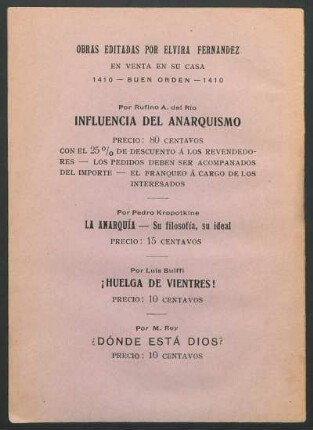 OBRAS EDITADAS POR ELVIRA FERNANDEZ
EN VENTA EN SU CASA
1410 — BUEN ORDEN — 1410
Por Rufino A. del Rio
INFLUENCIA DEL ANARQUISMO
PRECIO: 80 CENTAVOS
CON EL 25 % DE DESCUENTO Á LOS REVENDEDO-
RES — LOS PEDIDOS DEBEN SER ACOMPANADOS
DEL IMPORTE — EL FRANQUEO Á CARGO DE LOS
INTERESADOS
Por Pedro Kropotkine
LA ANARQUÍA — Su filosofía, su ideal
PRECIO: 15 CENTAVOS
Por Luis Bulffi
¡HUELGA DE VIENTRES!
PRECIO: 10 CENTAVOS
Por M. Rey
¿DÓNDE ESTÁ DIOS?
PRECIO: 10 CENTAVOS